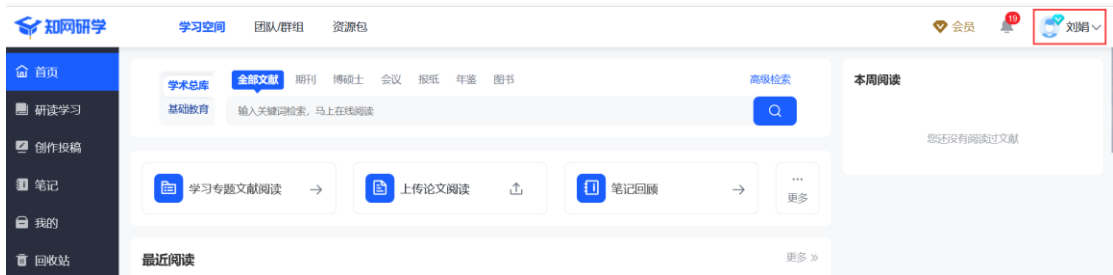 知网研学 学习空间 团队/群组 资源包 会员 19 刘娟
首页
研读学习
创作投稿
笔记
我的
回收站
学术总库 全部文献 期刊 博硕士 会议 报纸 年鉴 图书 高级检索
基础教育 输入关键词检索，马上在线阅读
学习专题文献阅读 → 上传论文阅读 笔记回顾 → ... 更多
最近阅读 更多 »
本周阅读
您还没有阅读过文献